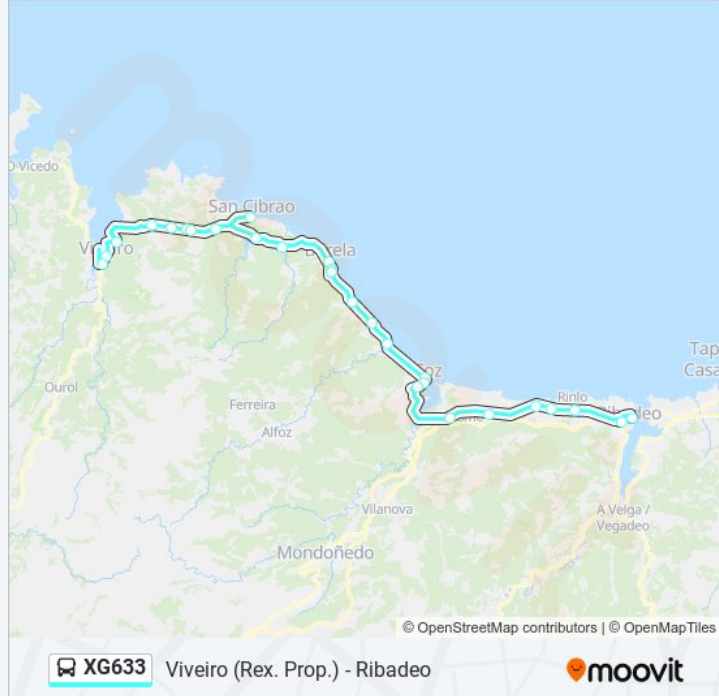 O Vicedo
San Cibrao
Viveiro
Burela
Tap
Casa
Foz
Ourol
Ferreira
Rinlo
Ribadeo
Alfoz
Vilanova
A Veiga /
Vegadeo
Mondoñedo
© OpenStreetMap contributors | © OpenMapTiles
XG633 Viveiro (Rex. Prop.) - Ribadeo
moovit